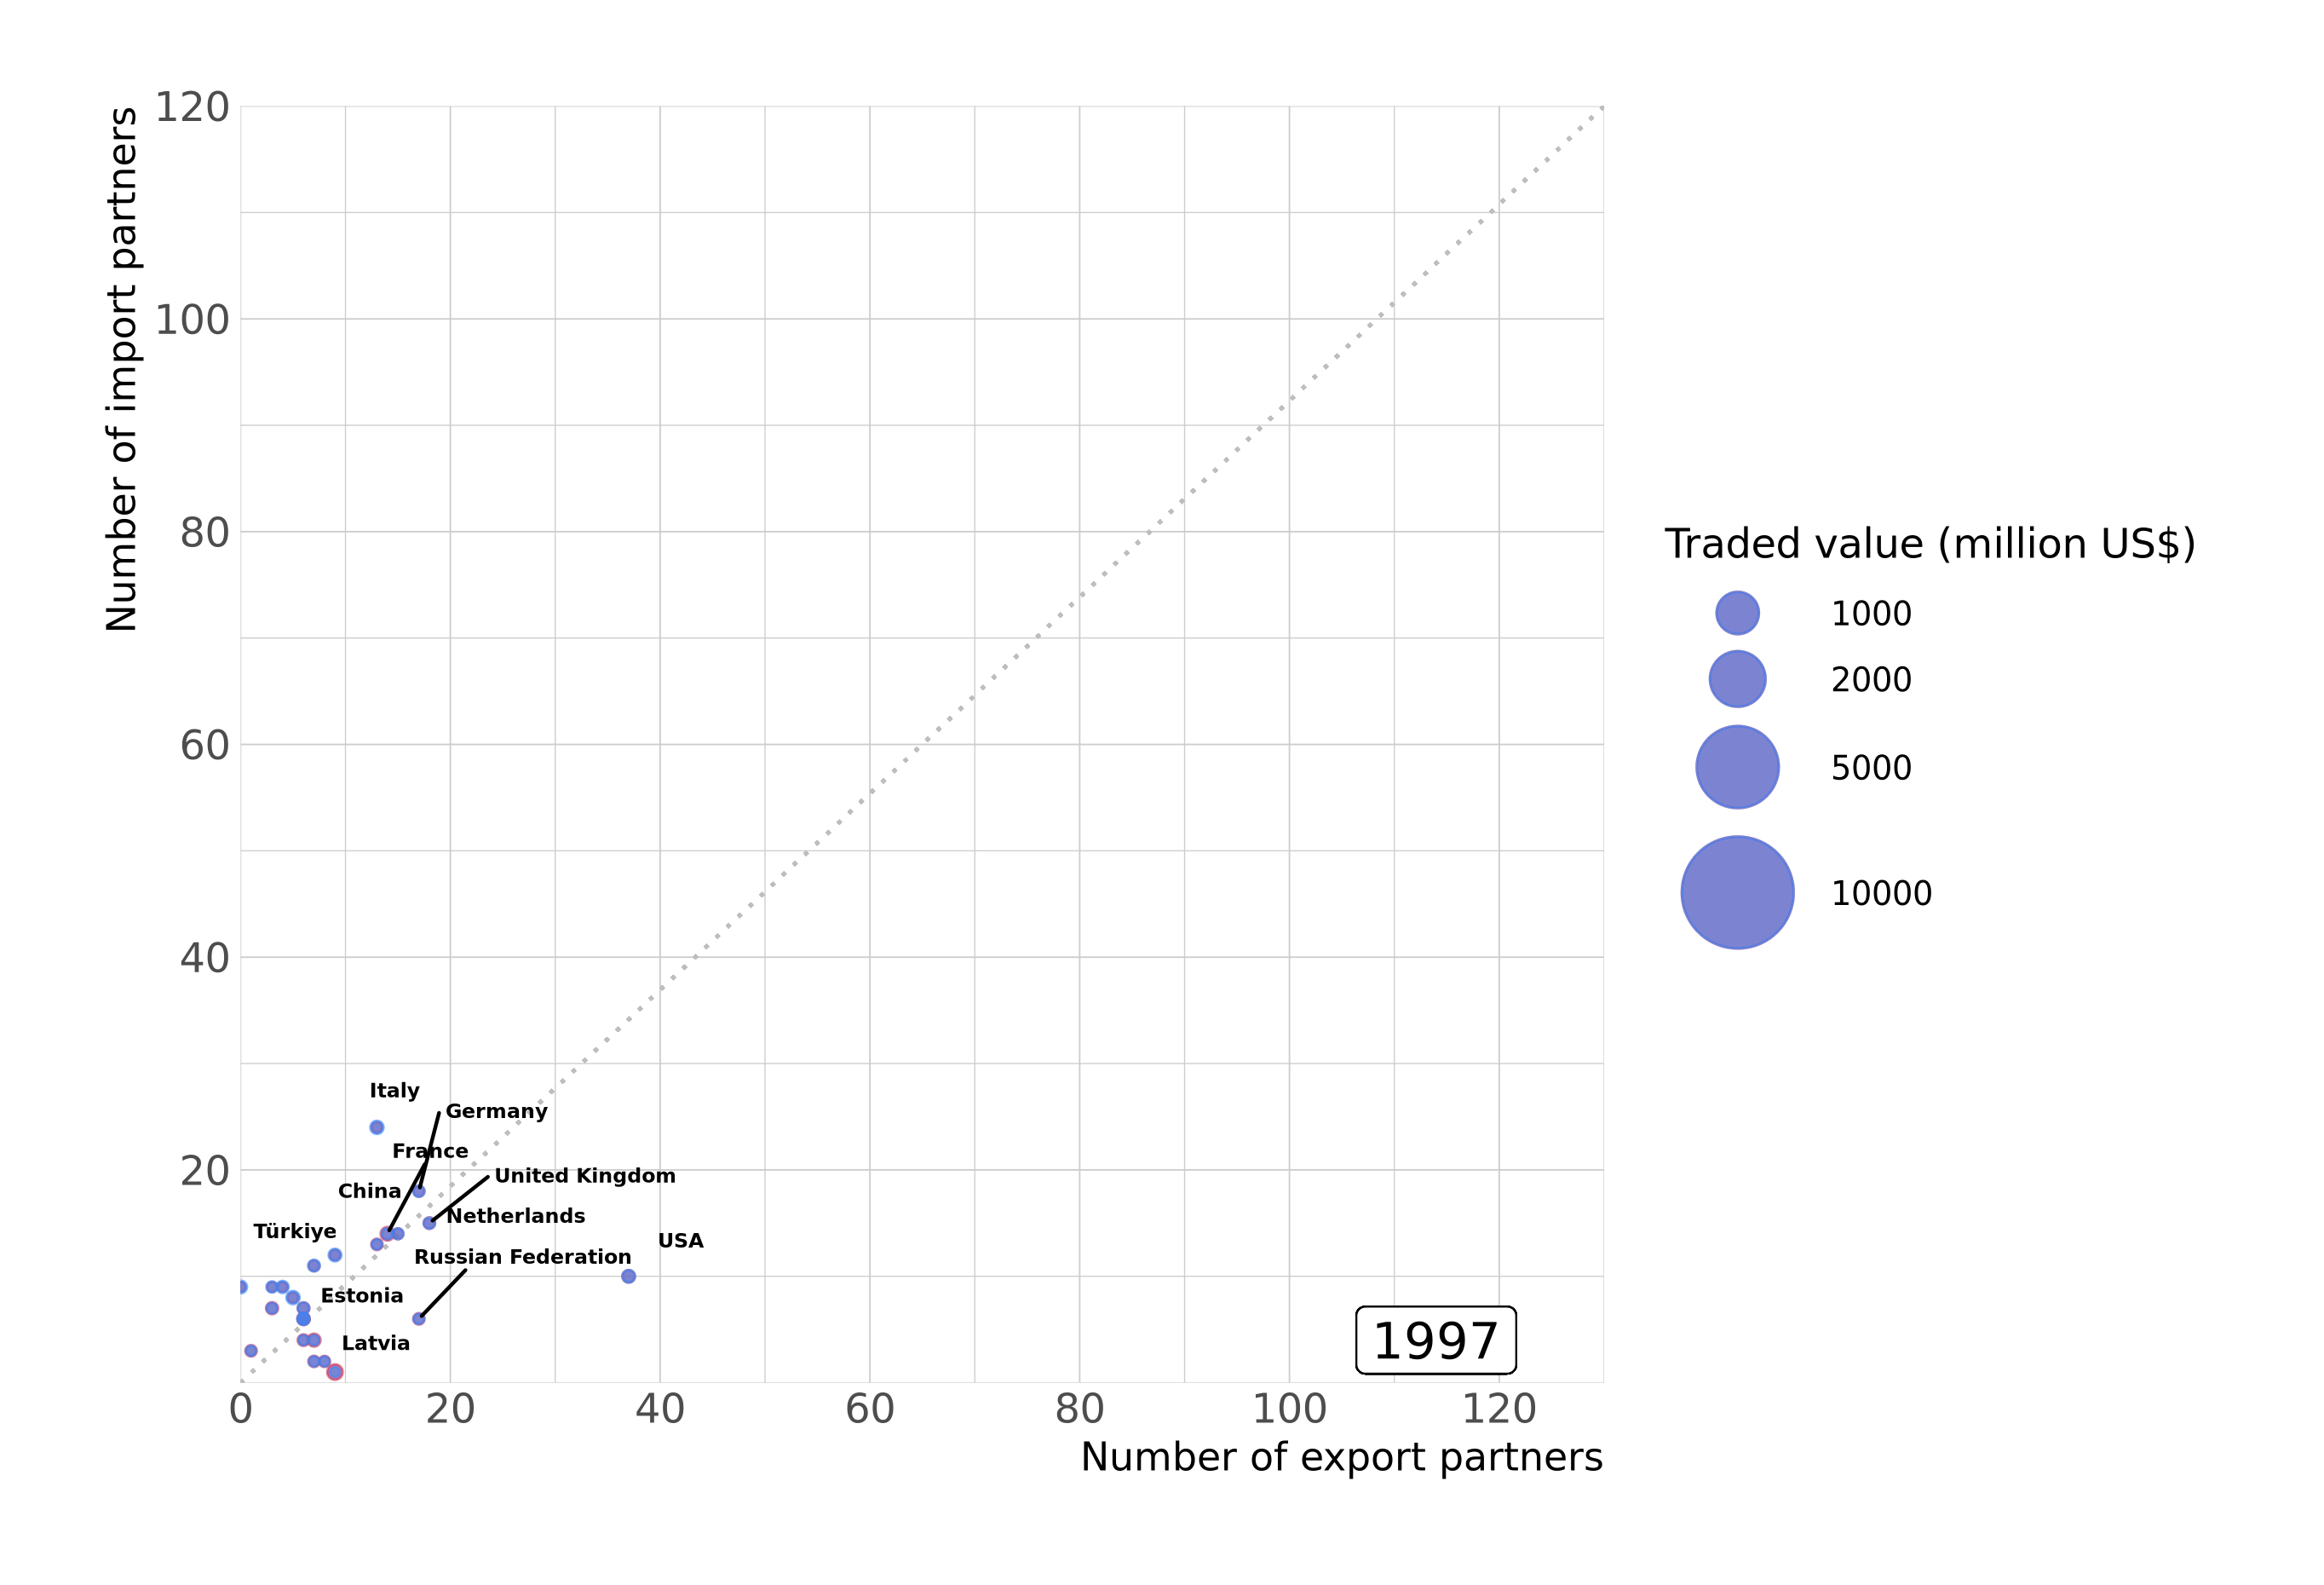 Number of import partners
120
100
80
60
40
20
Italy
Germany
France
United Kingdom
China
Netherlands
Türkiye
USA
Russian Federation
Estonia
Latvia
1997
0 20 40 60 80 100 120
Number of export partners
Traded value (million US$)
1000
2000
5000
10000